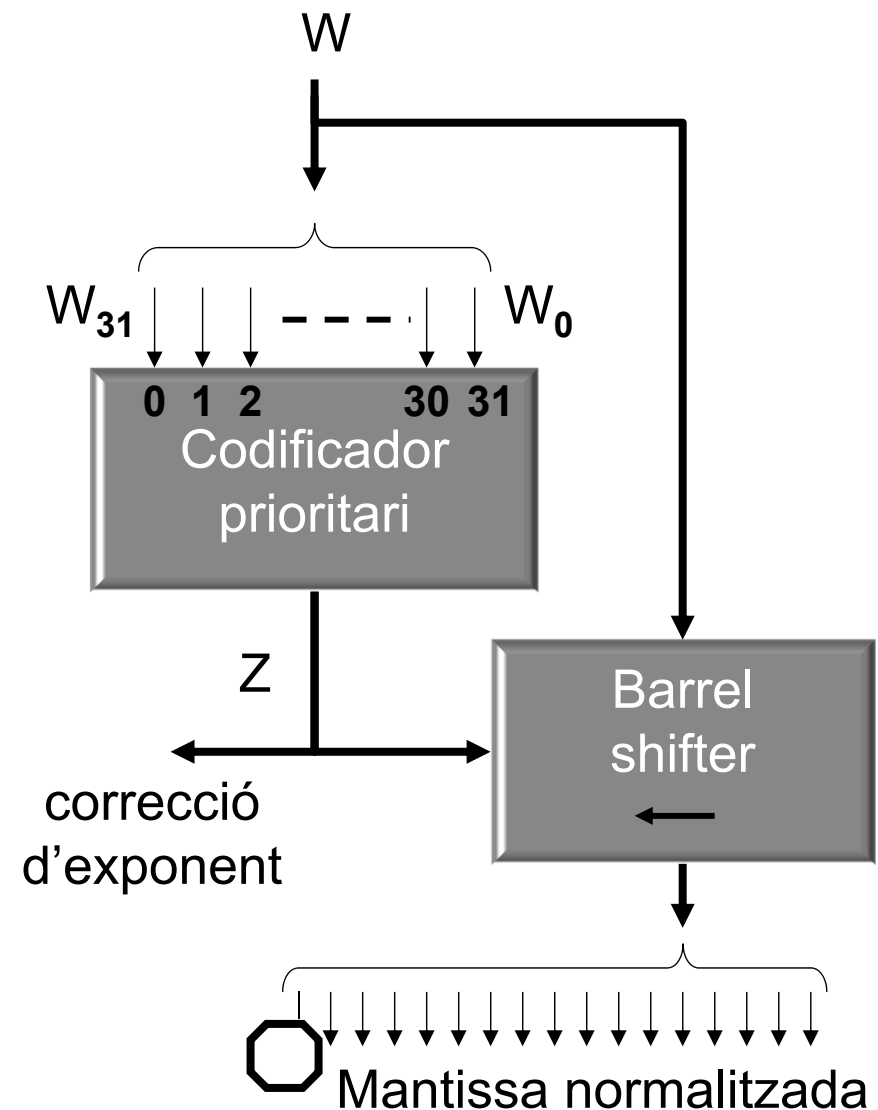 W
W31 W0
0 1 2 30 31
Codificador
prioritari
Z
Barrel
shifter
correcció
d’exponent
Mantissa normalitzada